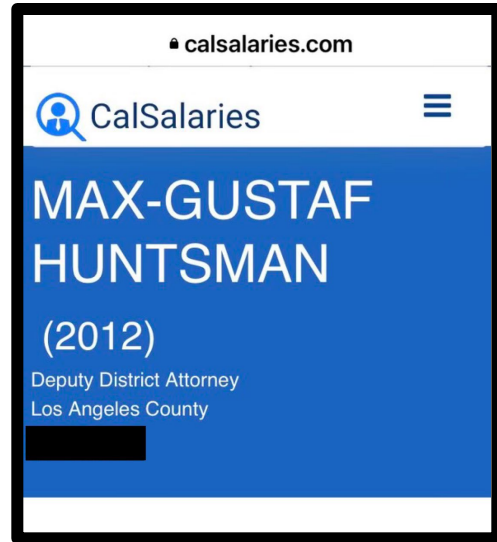 calsalaries.com
CalSalaries
MAX-GUSTAF
HUNTSMAN
(2012)
Deputy District Attorney
Los Angeles County